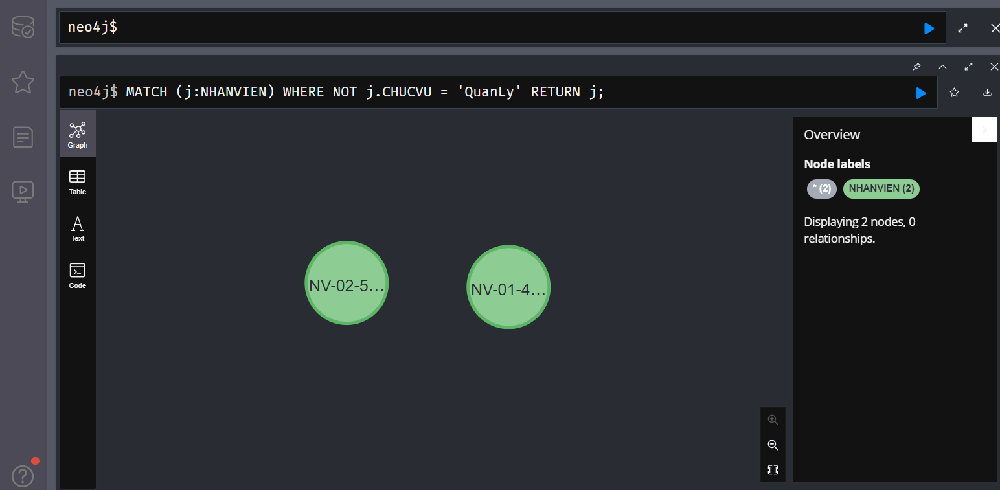 neo4j$
neo4j$ MATCH (j:NHANVIEN) WHERE NOT j.CHUCVU = 'QuanLy' RETURN j;
Graph
Table
Text
Code
NV-02-5...
NV-01-4...
Overview
Node labels
* (2) NHANVIEN (2)
Displaying 2 nodes, 0
relationships.